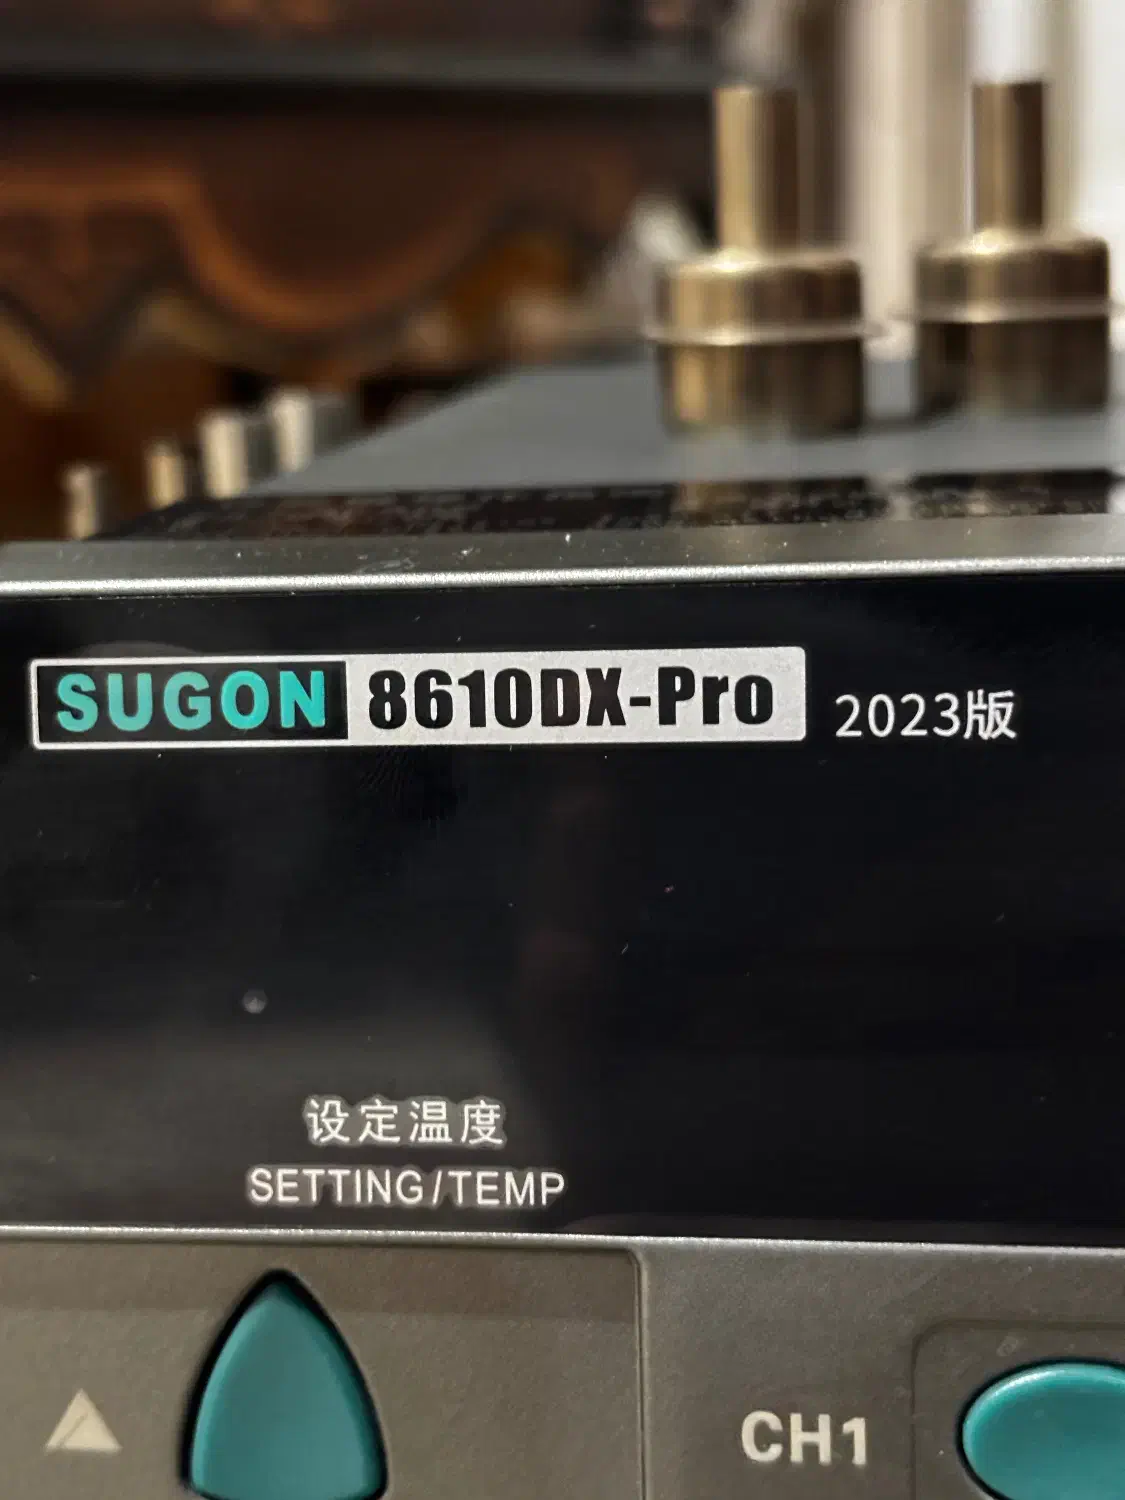 SUGON 8610DX-Pro 2023版
设定温度
SETTING/TEMP
CH1